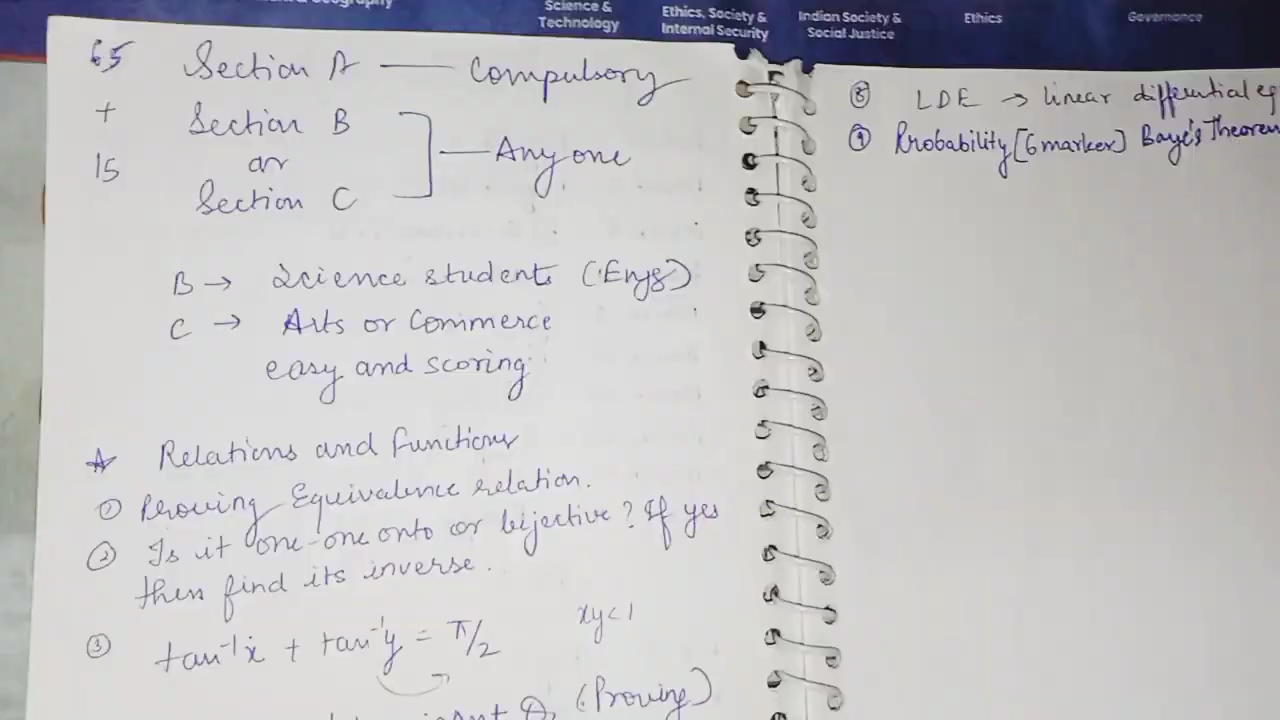 Science &
Technology
Ethics, Society &
Internal Security
Indian Society &
Social Justice
Ethics
Governance
65 Section A — Compulsory
+ Section B
or — Any one
15
Section C
B → Science students (Engg)
C → Arts or Commerce
easy and scoring
☆ Relations and functions
① Proving Equivalence relation.
② Is it one-one onto or bijective? If yes
then find its inverse.
③ tan⁻¹x + tan⁻¹y = π/2 xy<1
(Proving)
⑧ LDE → linear differential eq
⑨ Probability [6 marker] Baye's Theorem